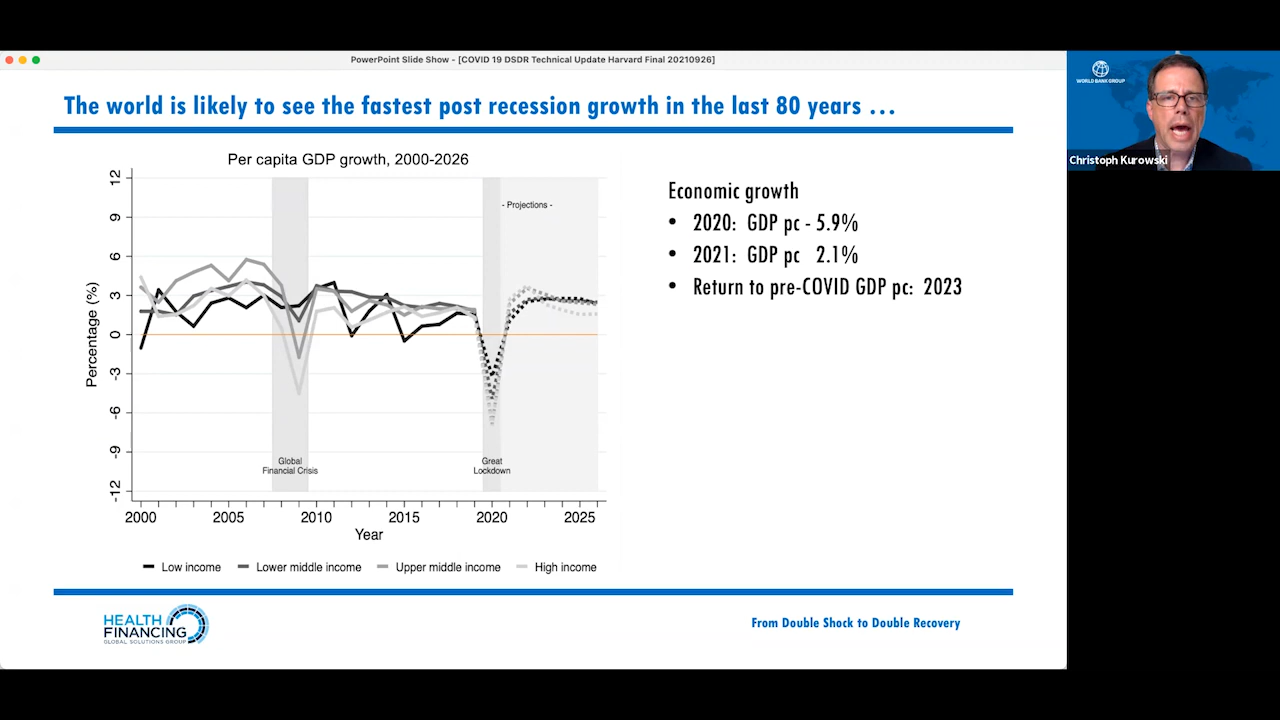 PowerPoint Slide Show - [COVID 19 DSDR Technical Update Harvard Final 20210926]
WORLD BANK GROUP
Christoph Kurowski
The world is likely to see the fastest post recession growth in the last 80 years ...
Per capita GDP growth, 2000-2026
Percentage (%)
12
9
6
3
0
-3
-6
-9
-12
- Projections -
Global
Financial Crisis
Great
Lockdown
2000 2005 2010 2015 2020 2025
Year
Low income Lower middle income Upper middle income High income
Economic growth
• 2020: GDP pc - 5.9%
• 2021: GDP pc 2.1%
• Return to pre-COVID GDP pc: 2023
HEALTH
FINANCING
GLOBAL SOLUTIONS GROUP
From Double Shock to Double Recovery